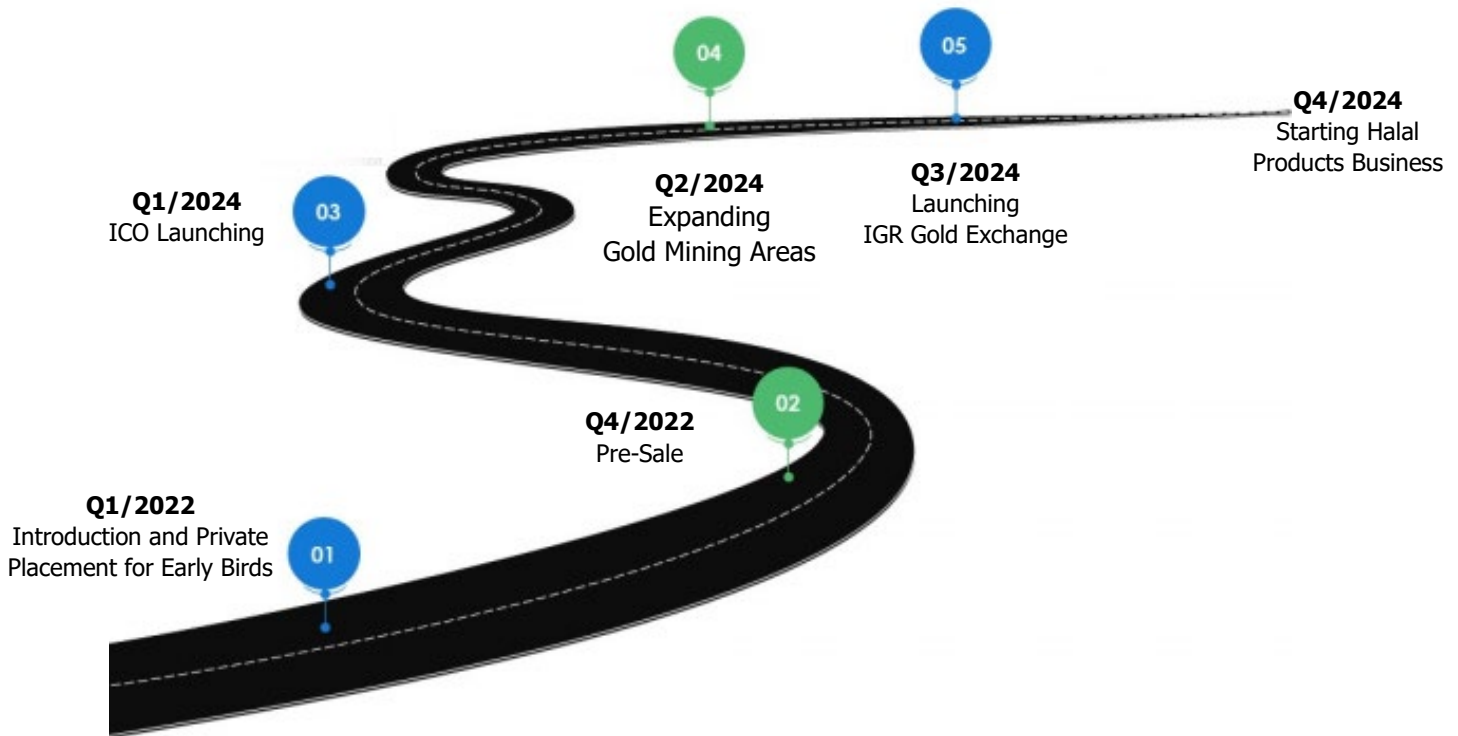 04
05
Q4/2024
Starting Halal
Products Business
Q1/2024
ICO Launching
03
Q2/2024
Expanding
Gold Mining Areas
Q3/2024
Launching
IGR Gold Exchange
02
Q4/2022
Pre-Sale
Q1/2022
Introduction and Private
Placement for Early Birds
01